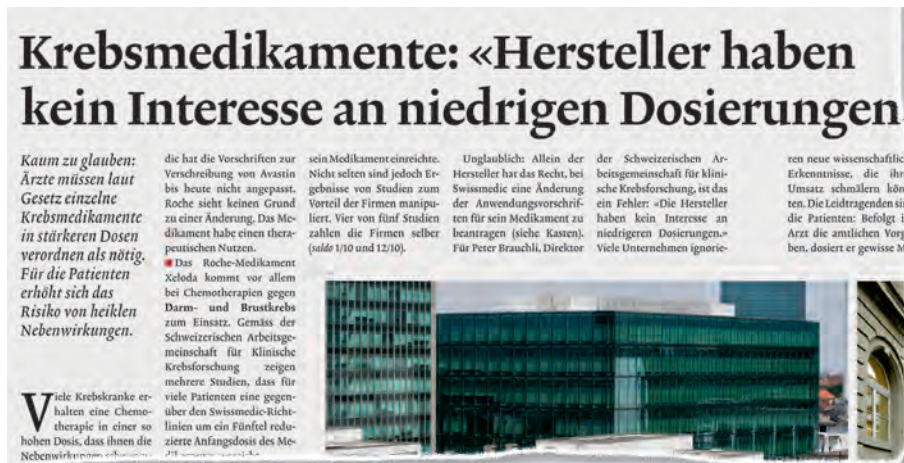 Krebsmedikamente: «Hersteller haben
kein Interesse an niedrigen Dosierungen
Kaum zu glauben:
Ärzte müssen laut
Gesetz einzelne
Krebsmedikamente
in stärkeren Dosen
verordnen als nötig.
Für die Patienten
erhöht sich das
Risiko von heiklen
Nebenwirkungen.
Viele Krebskranke er-
halten eine Chemo-
therapie in einer so
hohen Dosis, dass ihnen die
Nebenwirkungen
dic hat die Vorschriften zur
Verschreibung von Avastin
bis heute nicht angepasst.
Roche sieht keinen Grund
zu einer Änderung. Das Me-
dikament habe einen thera-
peutischen Nutzen.
Das Roche-Medikament
Xeloda kommt vor allem
bei Chemotherapien gegen
Darm- und Brustkrebs
zum Einsatz. Gemäss der
Schweizerischen Arbeitsge-
meinschaft für Klinische
Krebsforschung zeigen
mehrere Studien, dass für
viele Patienten eine gegen-
über den Swissmedic-Richt-
linien um ein Fünftel redu-
zierte Anfangsdosis des Me-
sein Medikament einreichte.
Nicht selten sind jedoch Er-
gebnisse von Studien zum
Vorteil der Firmen manipu-
liert. Vier von fünf Studien
zahlen die Firmen selber
(saldo 1/10 und 12/10).
Unglaublich: Allein der
Hersteller hat das Recht, bei
Swissmedic eine Änderung
der Anwendungsvorschrif-
ten für sein Medikament zu
beantragen (siehe Kasten).
Für Peter Brauchli, Direktor
der Schweizerischen Ar-
beitsgemeinschaft für klini-
sche Krebsforschung, ist das
ein Fehler: «Die Hersteller
haben kein Interesse an
niedrigeren Dosierungen.»
Viele Unternehmen ignorie-
ren neue wissenschaftlic
Erkenntnisse, die ihr
Umsatz schmälern kön
ten. Die Leidtragenden si
die Patienten: Befolgt i
Arzt die amtlichen Vorg
ben, dosiert er gewisse M